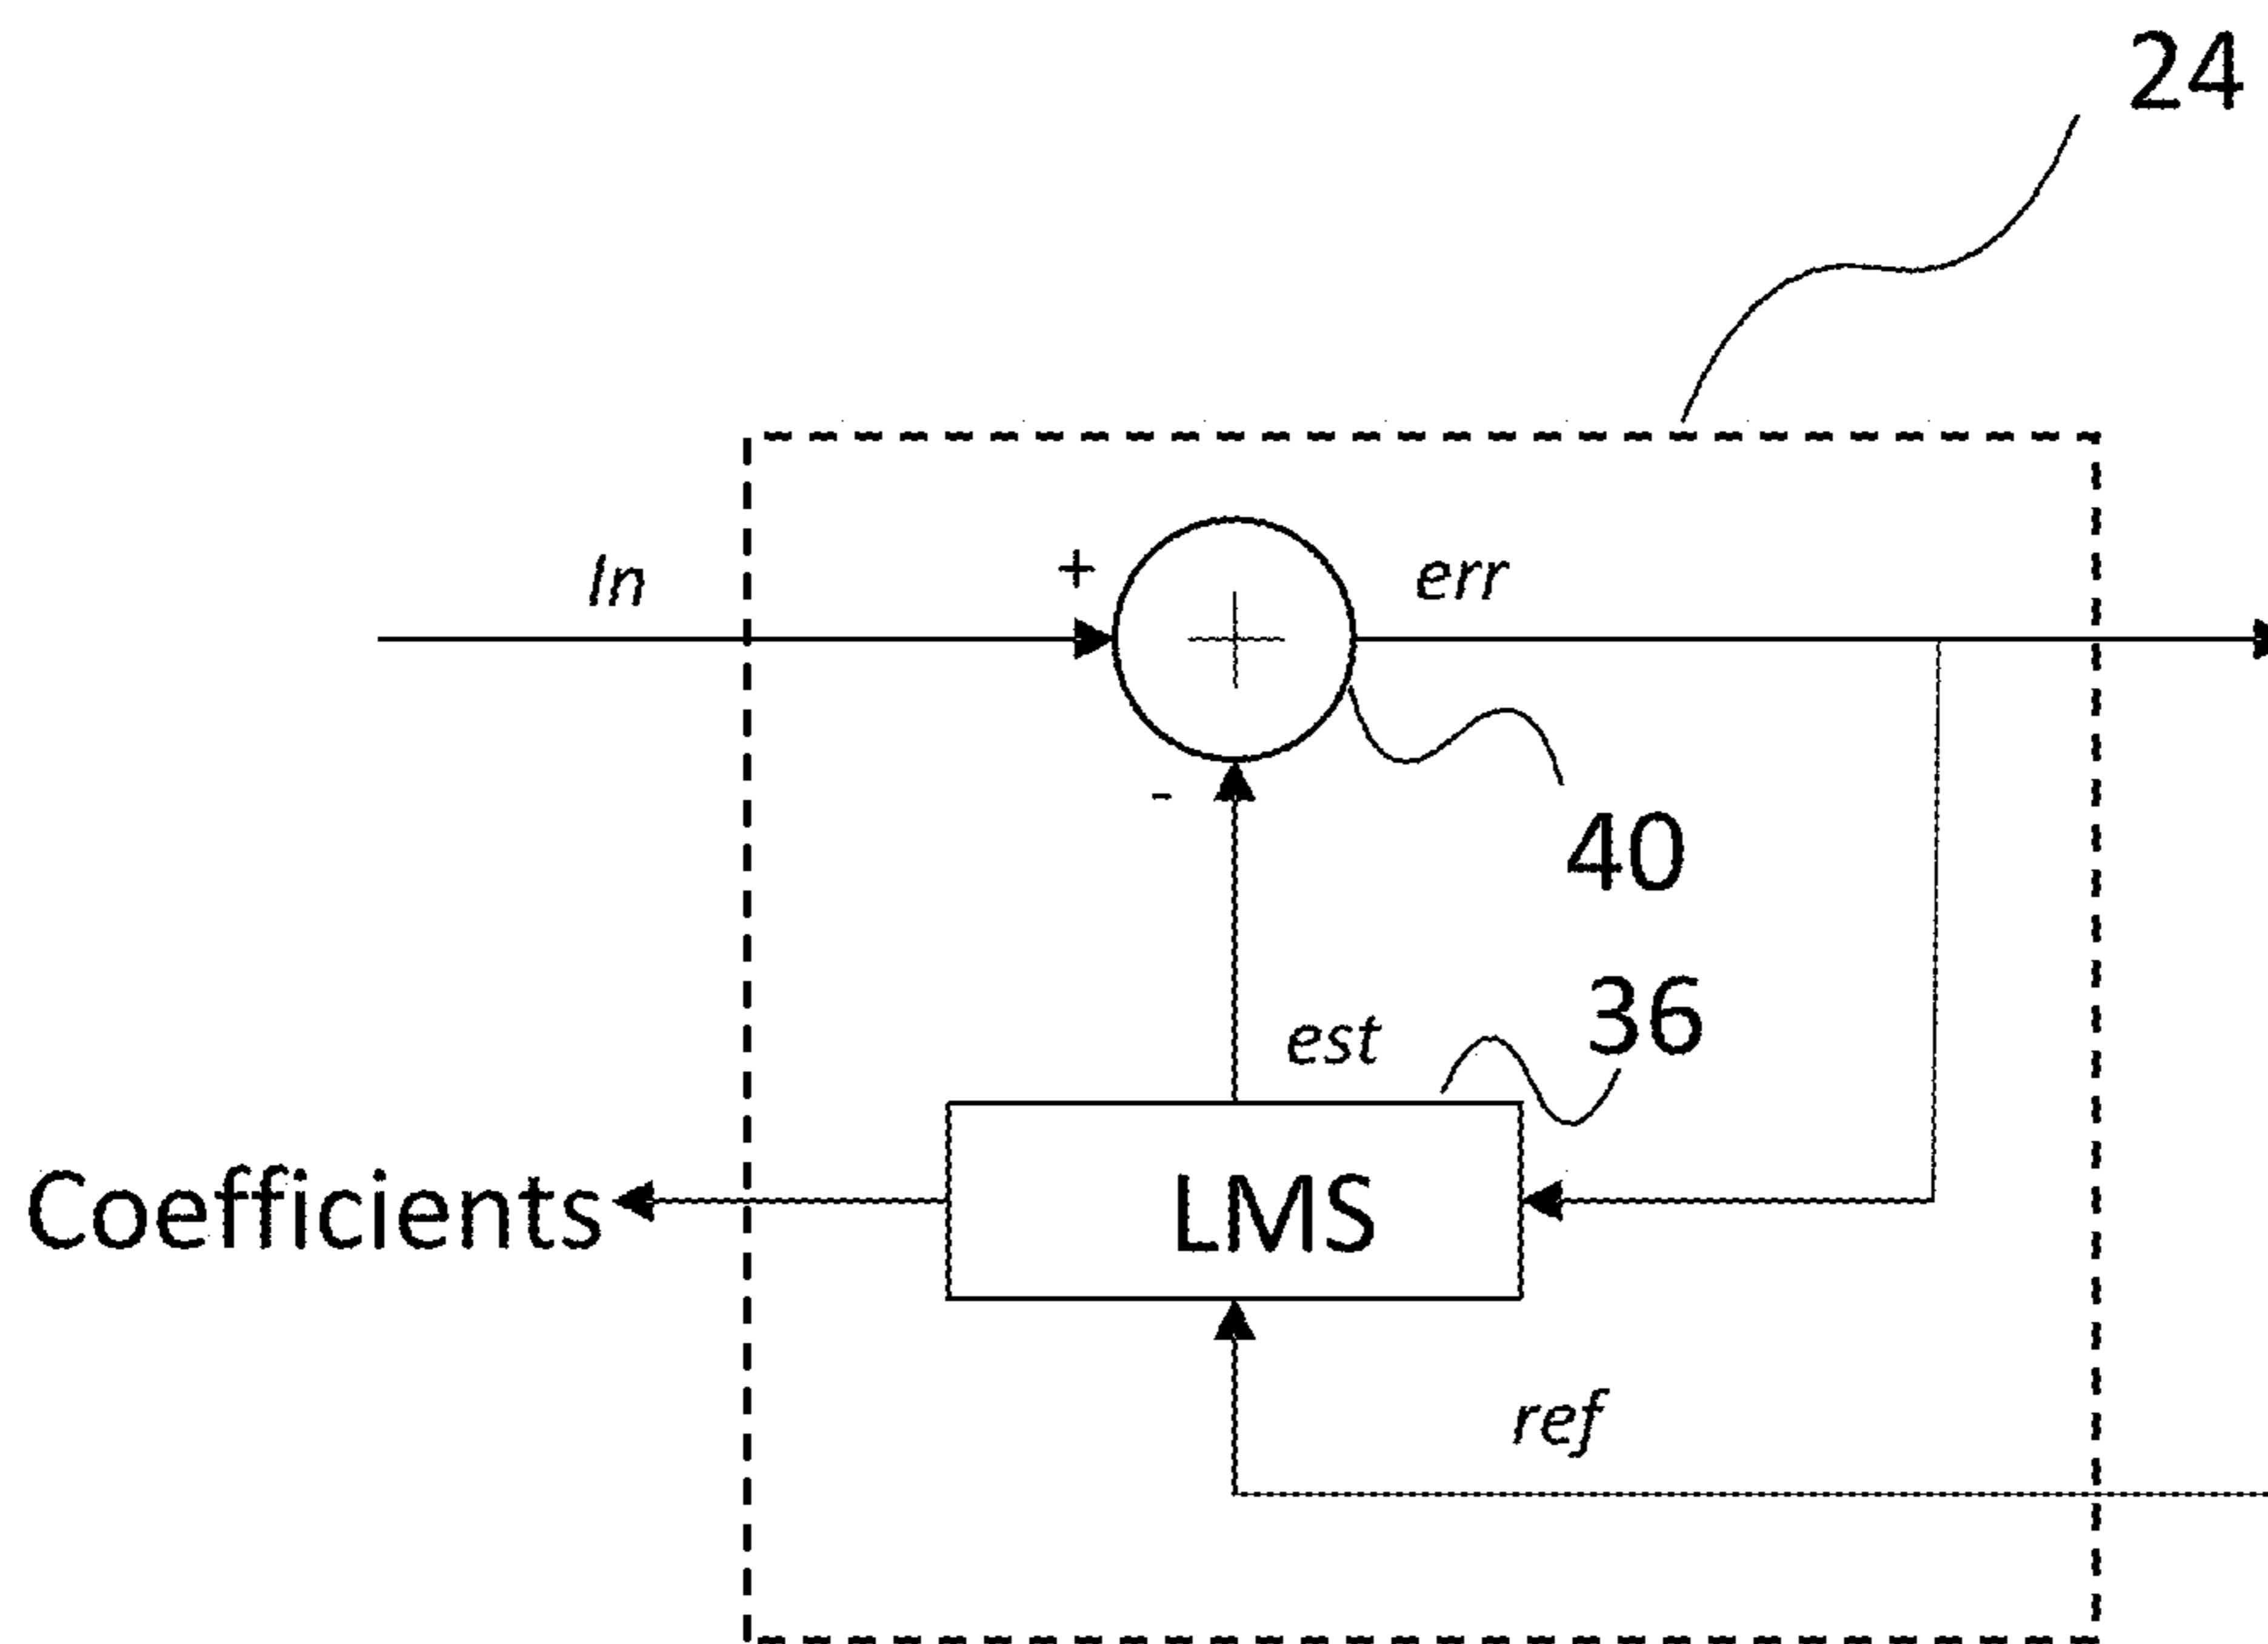 24
In
+
err
-
40
36
est
Coefficients
LMS
ref